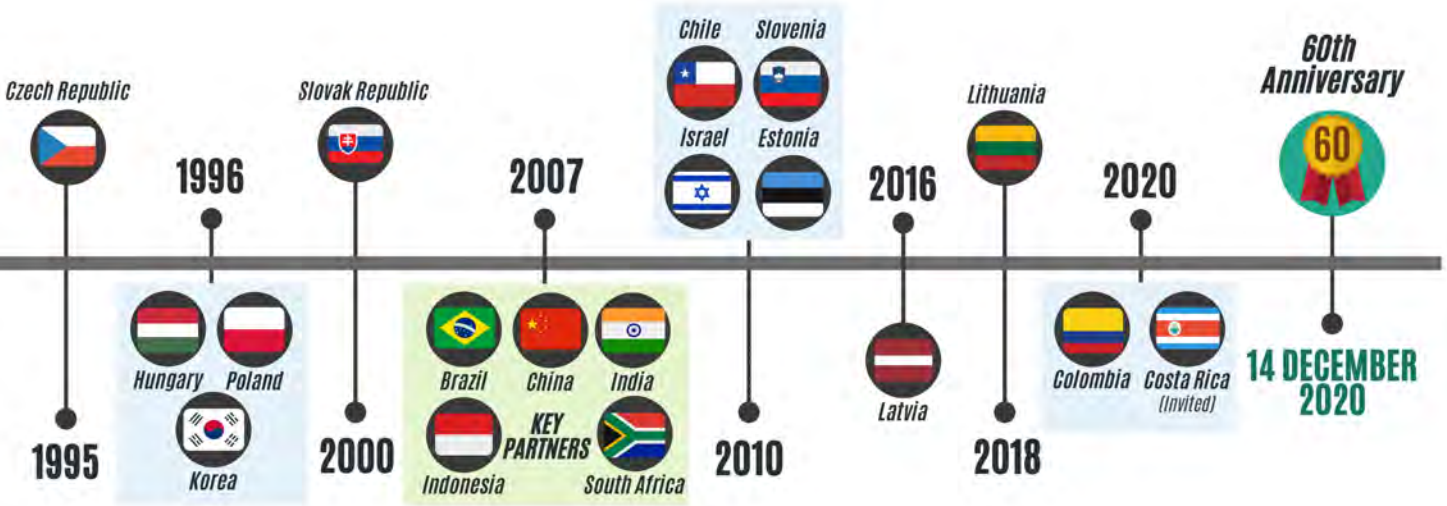 Czech Republic
1995
1996
Hungary
Poland
Korea
Slovak Republic
2000
2007
Brazil
China
India
Indonesia
KEY
PARTNERS
South Africa
Chile
Slovenia
Israel
Estonia
2010
2016
Latvia
Lithuania
2018
2020
Colombia
Costa Rica
(Invited)
60th
Anniversary
60
14 DECEMBER
2020